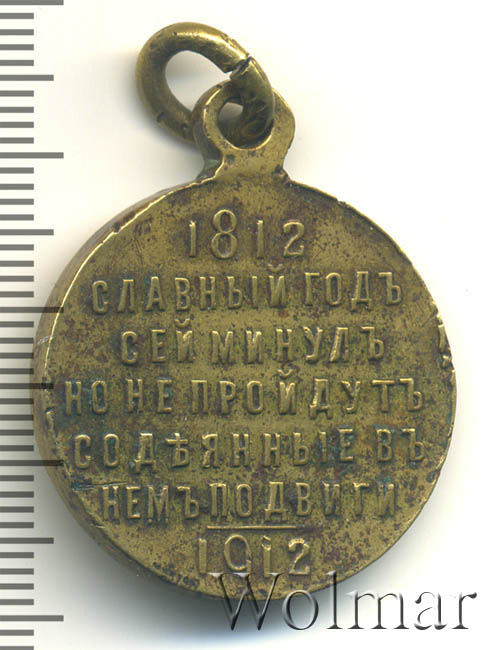 1812
СЛАВНЫЙ ГОДЪ
СЕЙ МИНУЛЪ
НО НЕ ПРОЙДУТЪ
СОДѢЯННЫЕ ВЪ
НЕМЪ ПОДВИГИ
1912
Wolmar